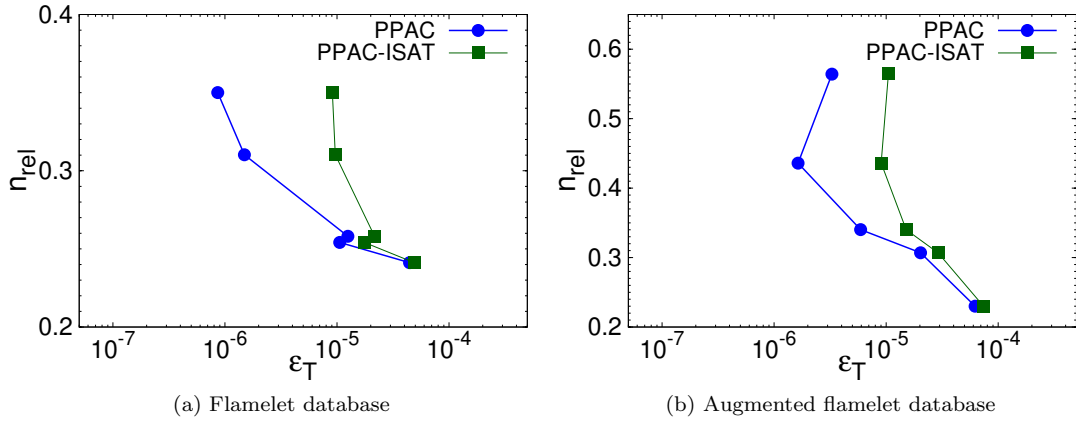 0.4
PPAC
PPAC-ISAT
n_rel
0.3
0.2
10^-7
10^-6
10^-5
10^-4
ε_T
(a) Flamelet database
0.6
PPAC
PPAC-ISAT
0.5
n_rel
0.4
0.3
0.2
10^-7
10^-6
10^-5
10^-4
ε_T
(b) Augmented flamelet database